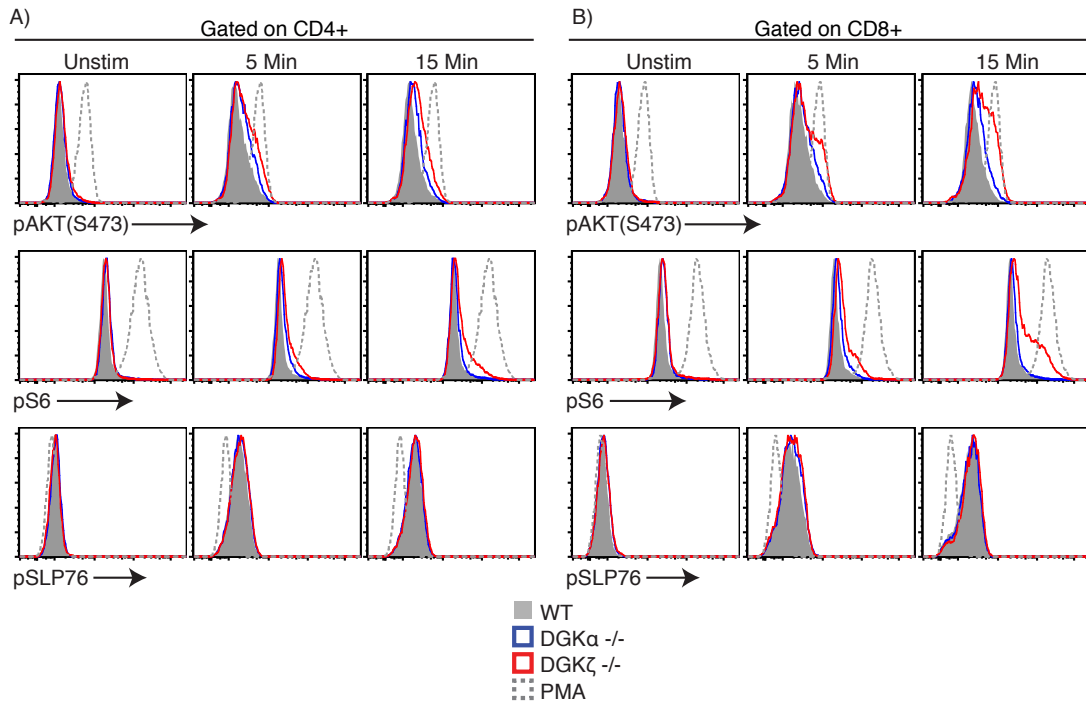 A)
Gated on CD4+
Unstim 5 Min 15 Min
pAKT(S473)
pS6
pSLP76
B)
Gated on CD8+
Unstim 5 Min 15 Min
pAKT(S473)
pS6
pSLP76
WT
DGKα -/-
DGKζ -/-
PMA